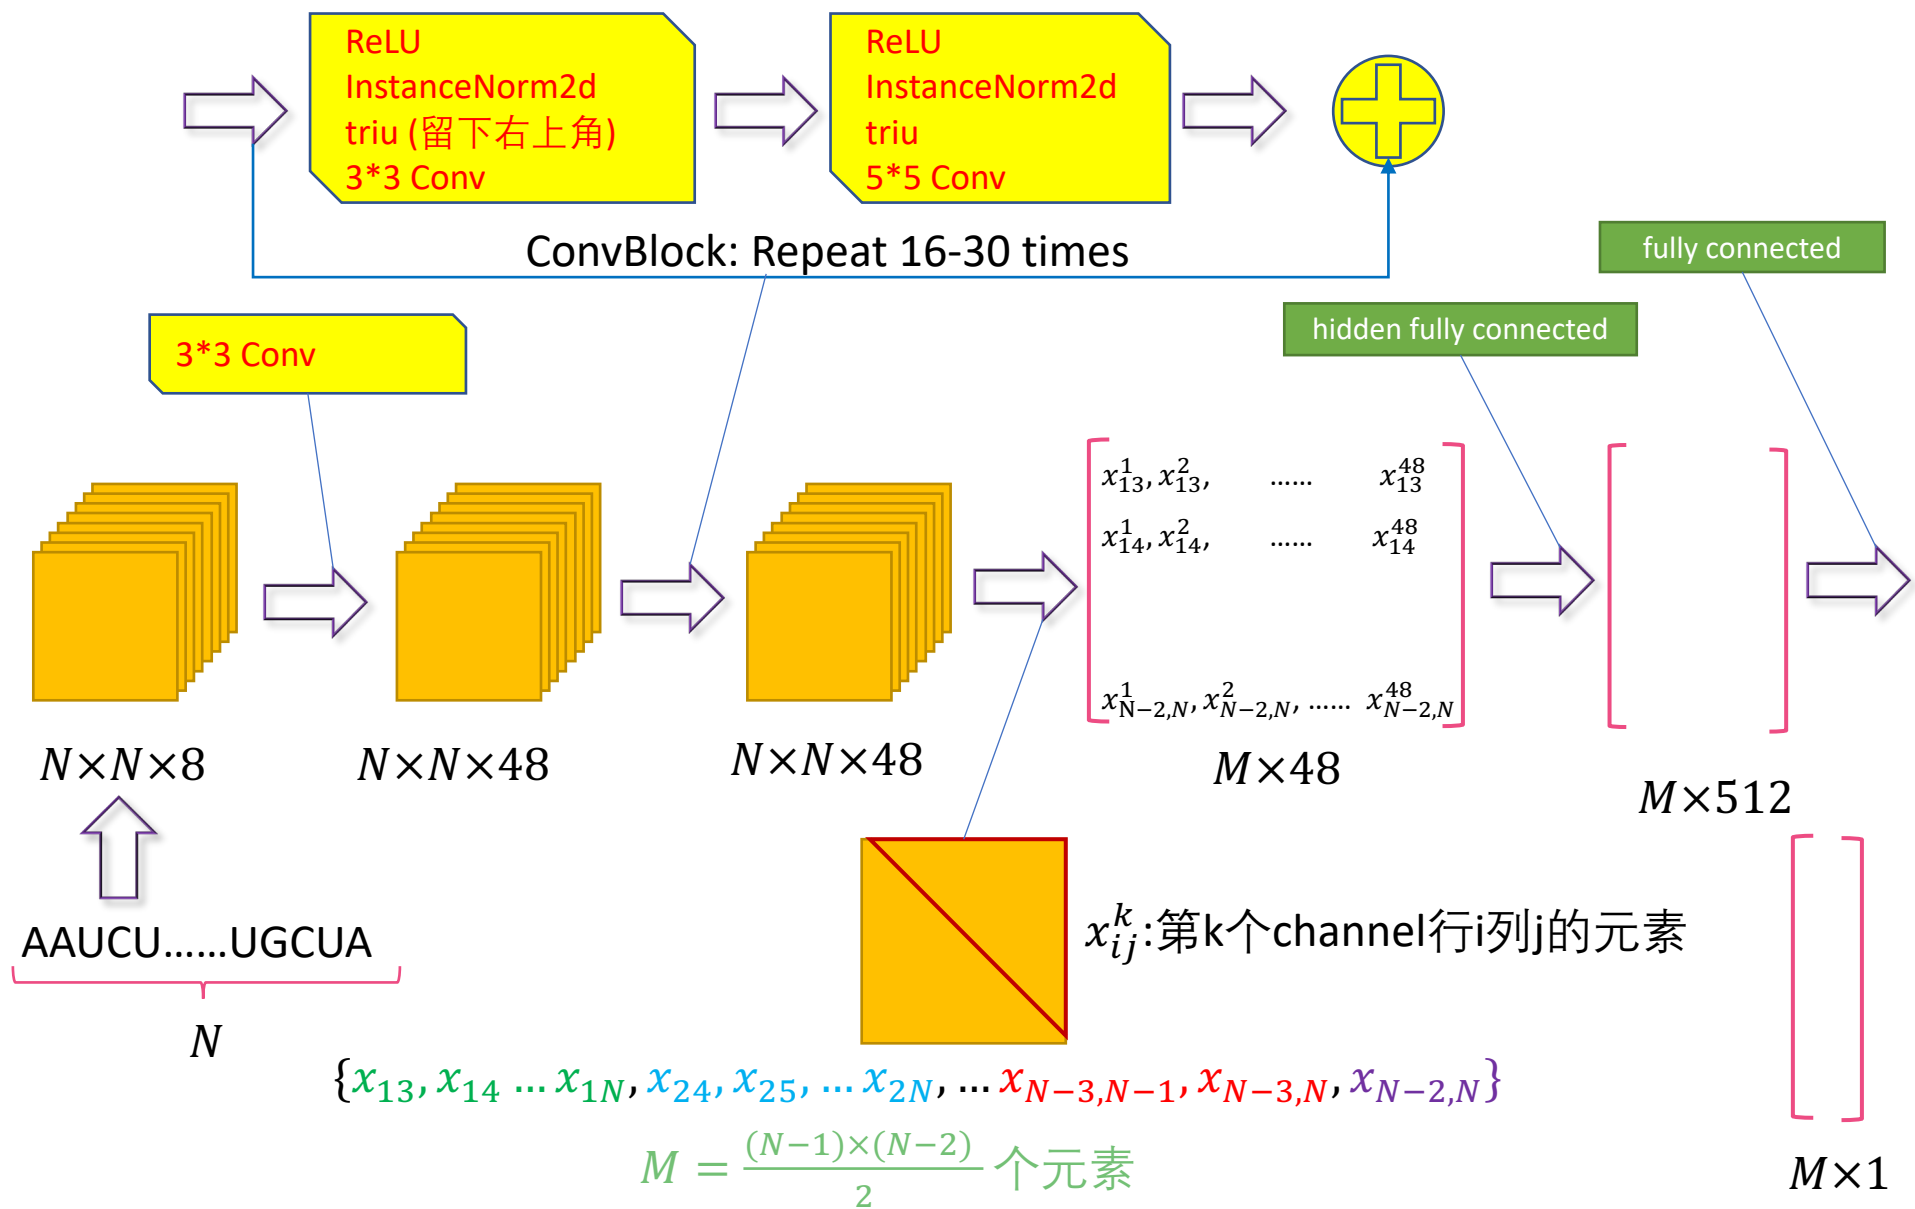 ReLU
InstanceNorm2d
triu (留下右上角)
3*3 Conv
ReLU
InstanceNorm2d
triu
5*5 Conv
ConvBlock: Repeat 16-30 times
fully connected
hidden fully connected
3*3 Conv
x_{13}^{1}, x_{13}^{2}, …… x_{13}^{48}
x_{14}^{1}, x_{14}^{2}, …… x_{14}^{48}
x_{N−2,N}^{1}, x_{N−2,N}^{2}, …… x_{N−2,N}^{48}
N×N×8
N×N×48
N×N×48
M×48
M×512
AAUCU……UGCUA
N
x_{ij}^{k}:第k个channel行i列j的元素
{x_{13}, x_{14} … x_{1N}, x_{24}, x_{25}, … x_{2N}, … x_{N−3,N−1}, x_{N−3,N}, x_{N−2,N}}
M = \frac{(N−1)×(N−2)}{2} 个元素
M×1